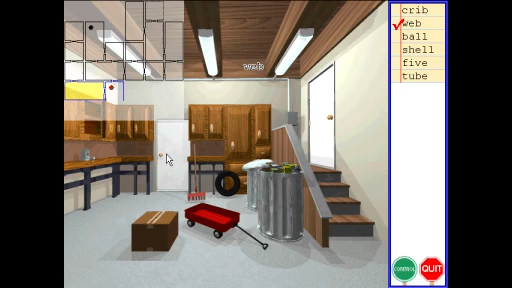 web
crib
web
ball
shell
five
tube
CONTROL
QUIT